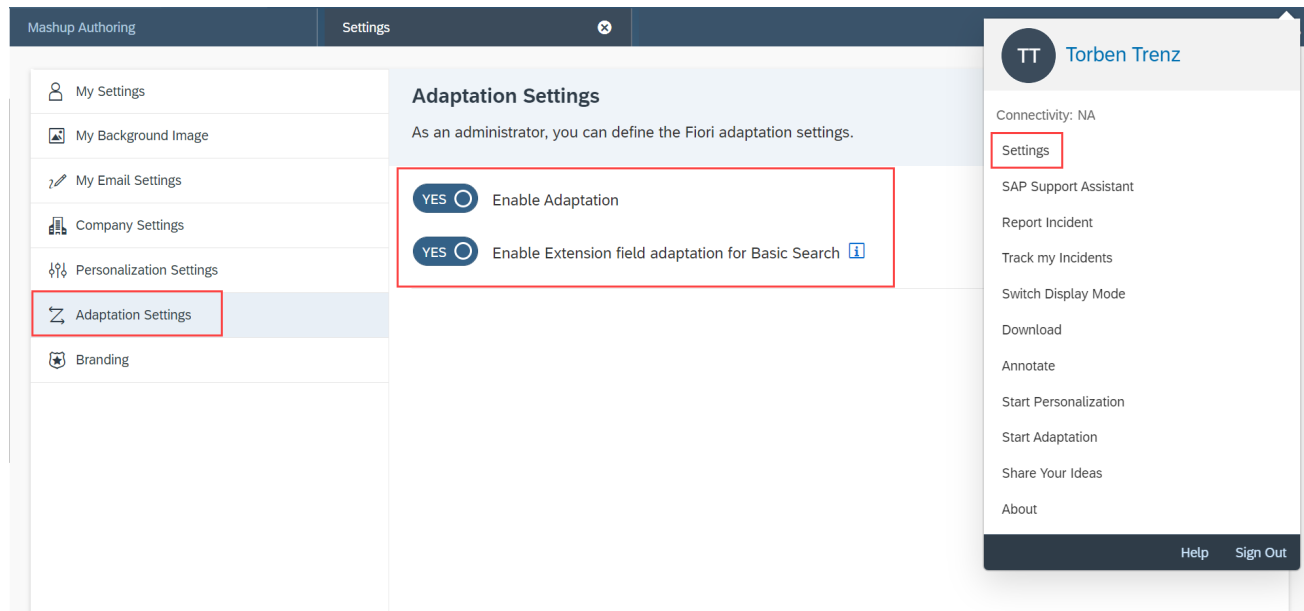 Mashup Authoring
Settings
My Settings
My Background Image
My Email Settings
Company Settings
Personalization Settings
Adaptation Settings
Branding
Adaptation Settings
As an administrator, you can define the Fiori adaptation settings.
YES Enable Adaptation
YES Enable Extension field adaptation for Basic Search i
TT Torben Trenz
Connectivity: NA
Settings
SAP Support Assistant
Report Incident
Track my Incidents
Switch Display Mode
Download
Annotate
Start Personalization
Start Adaptation
Share Your Ideas
About
Help Sign Out